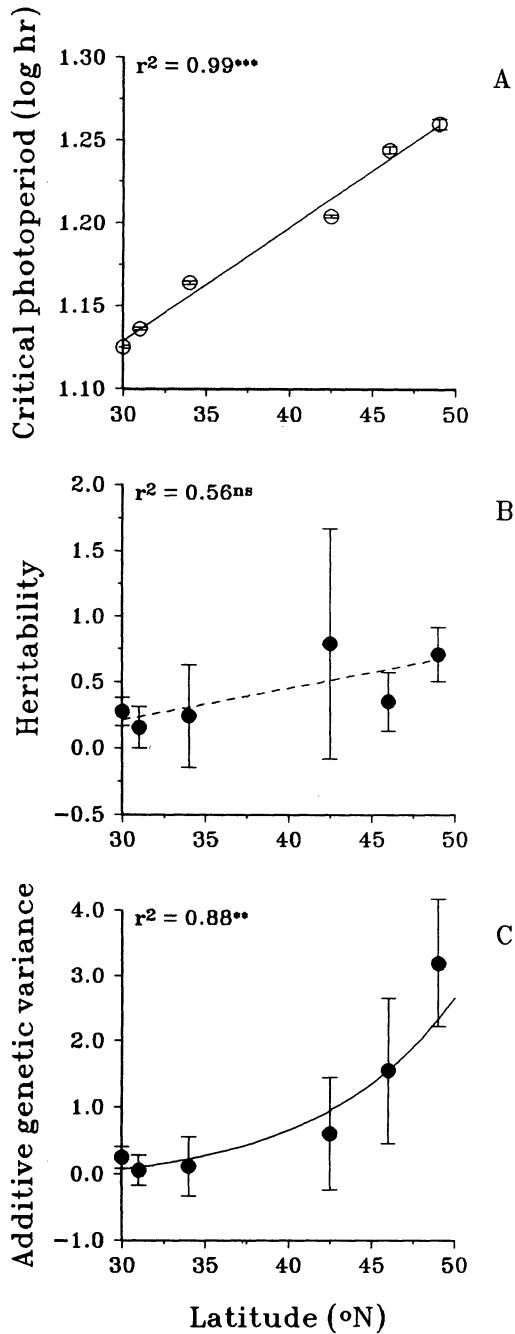 A
r² = 0.99***
Critical photoperiod (log hr)
1.30
1.25
1.20
1.15
1.10
30 35 40 45 50
B
r² = 0.56ns
Heritability
2.0
1.5
1.0
0.5
0.0
-0.5
30 35 40 45 50
C
r² = 0.88**
Additive genetic variance
4.0
3.0
2.0
1.0
0.0
-1.0
30 35 40 45 50
Latitude (oN)